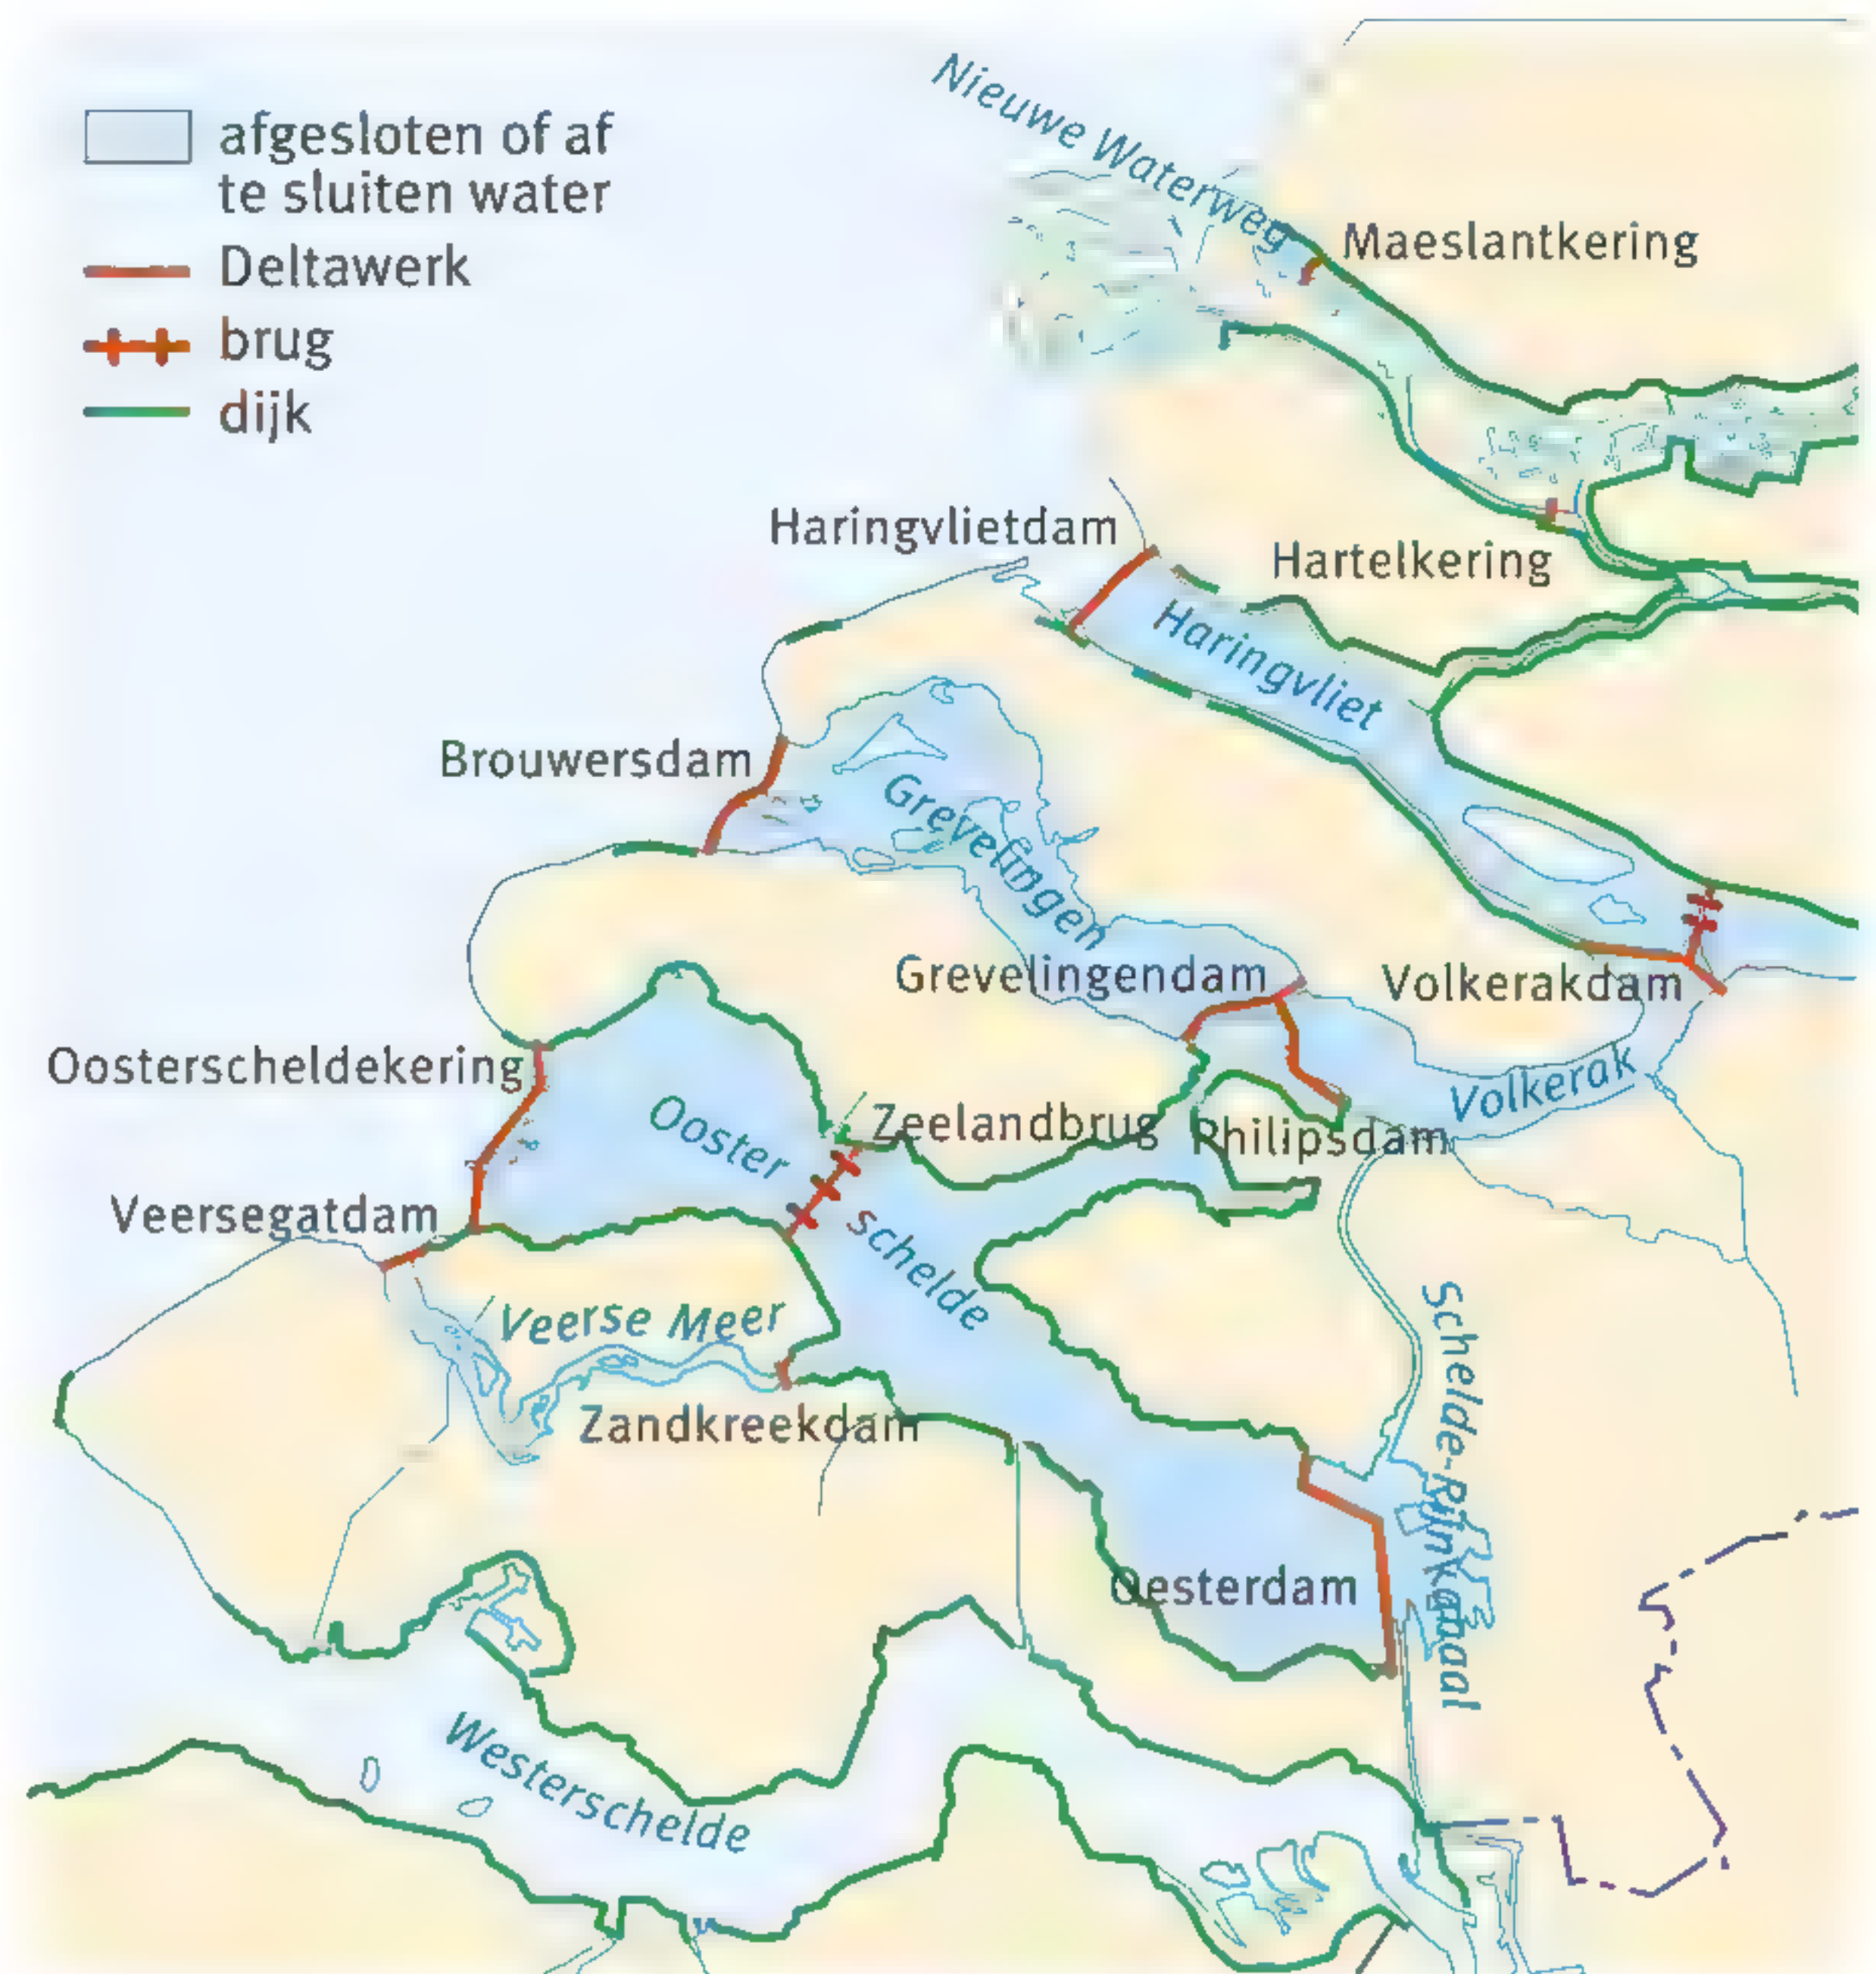 afgesloten of af
te sluiten water
Deltawerk
brug
dijk
Nieuwe Waterweg
Maeslantkering
Haringvlietdam
Hartelkering
Haringvliet
Brouwersdam
Grevelingen
Grevelingendam
Volkerakdam
Oosterscheldekering
Volkerak
Ooster
Zeelandbrug
Philipsdam
Veersegatdam
schelde
Veerse Meer
Schelde-Rijnkanaal
Zandkreekdam
Oesterdam
Westerschelde